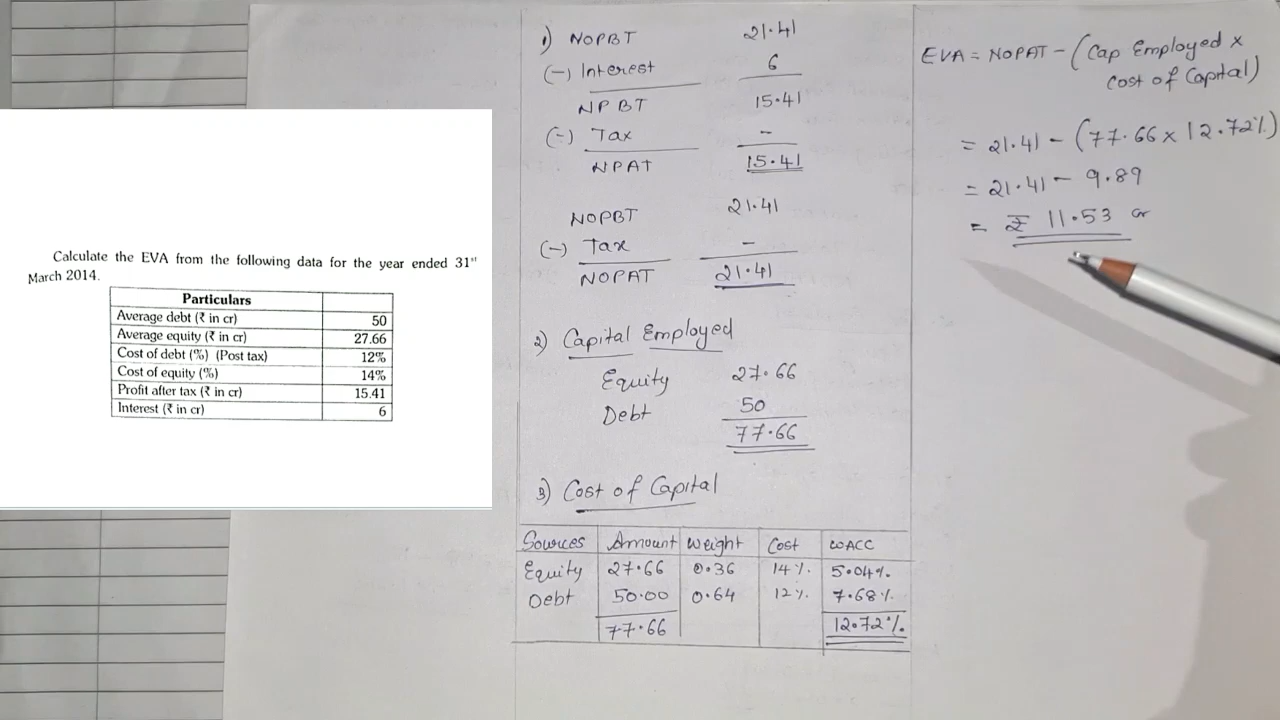 Calculate the EVA from the following data for the year ended 31st
March 2014.
Particulars
Average debt (₹ in cr) 50
Average equity (₹ in cr) 27.66
Cost of debt (%) (Post tax) 12%
Cost of equity (%) 14%
Profit after tax (₹ in cr) 15.41
Interest (₹ in cr) 6
1) NOPBT 21.41
(-) Interest 6
NPBT 15.41
(-) Tax -
NPAT 15.41
NOPBT 21.41
(-) Tax -
NOPAT 21.41
2) Capital Employed
Equity 27.66
Debt 50
77.66
3) Cost of Capital
Sources Amount Weight Cost WACC
Equity 27.66 0.36 14% 5.04%
Debt 50.00 0.64 12% 7.68%
77.66 12.72%
EVA = NOPAT - (Cap Employed x
Cost of Capital)
= 21.41 - (77.66 x 12.72%)
= 21.41 - 9.89
= ₹ 11.53 cr